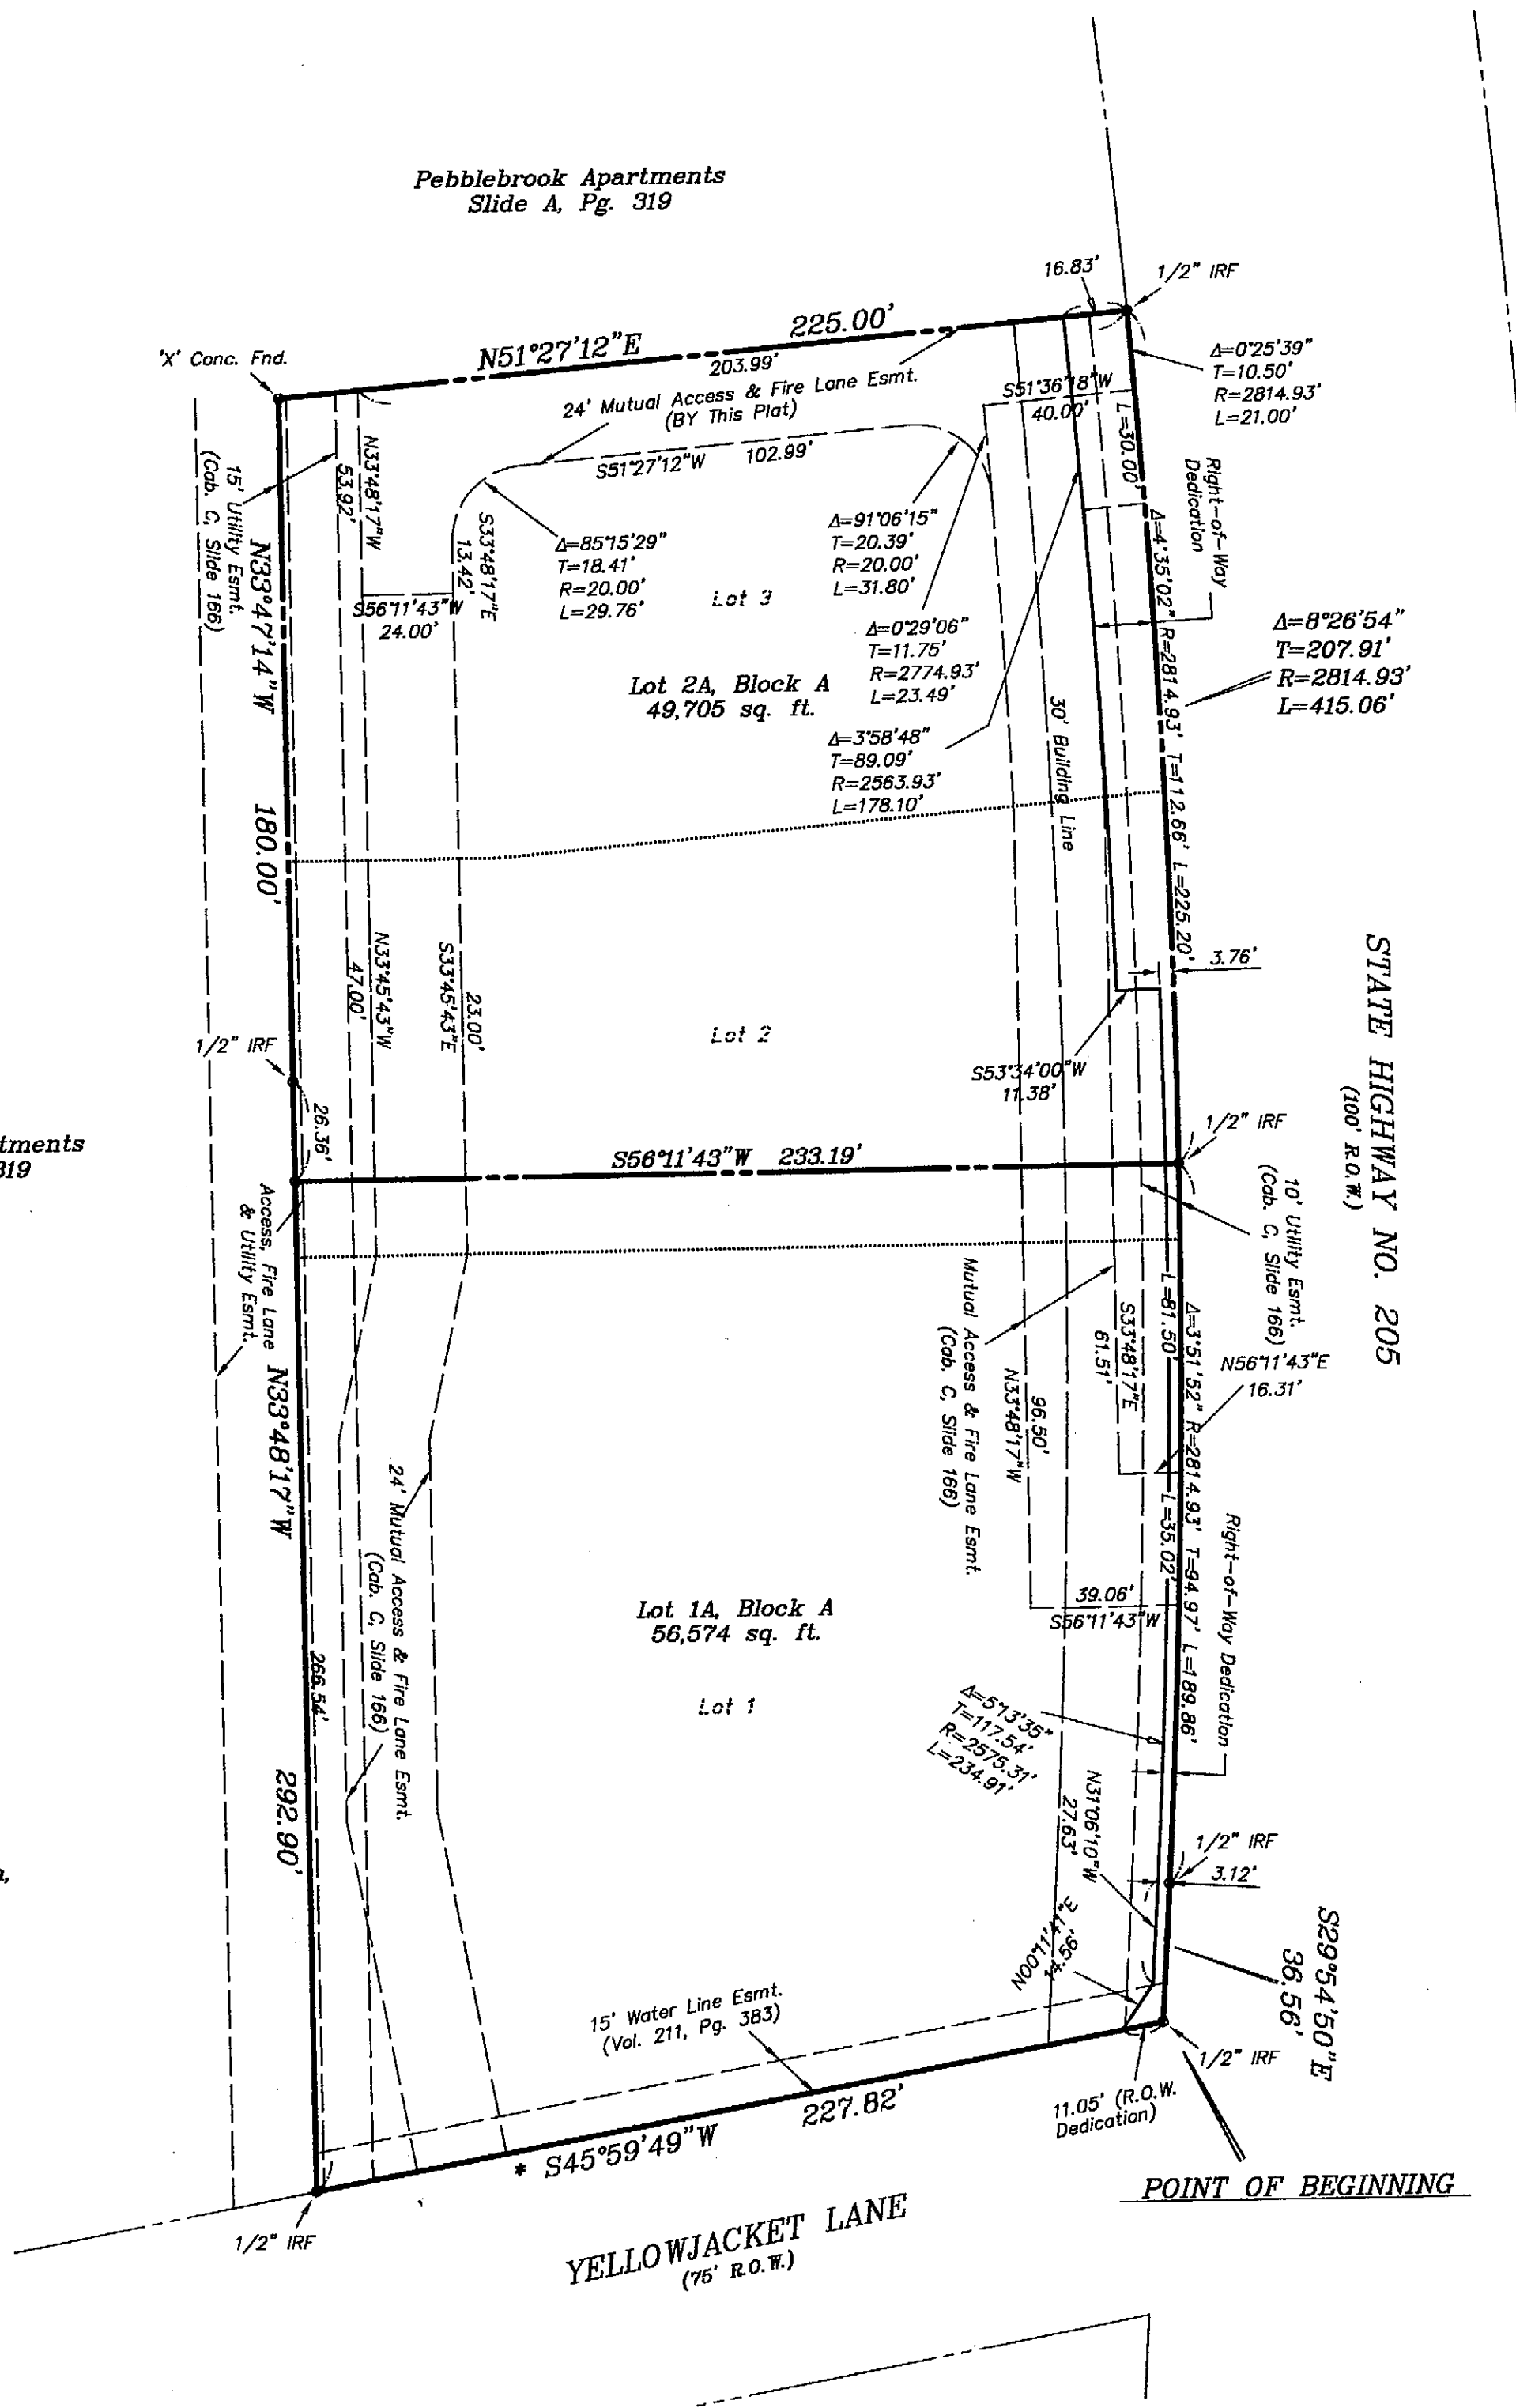 Pebblebrook Apartments
Slide A, Pg. 319
16.83'
1/2" IRF
'X' Conc. Fnd.
N51°27'12"E
225.00'
203.99'
24' Mutual Access & Fire Lane Esmt.
(BY This Plat)
S51°36'18"W
40.00'
Δ=0°25'39"
T=10.50'
R=2814.93'
L=21.00'
L=30.00'
Right-of-Way
Dedication
S51°27'12"W 102.99'
15' Utility Esmt.
(Cab. C, Slide 166)
N33°48'17"W
53.92'
S33°48'17"E
13.42'
Δ=85°15'29"
T=18.41'
R=20.00'
L=29.76'
Δ=91°06'15"
T=20.39'
R=20.00'
L=31.80'
S56°11'43"W
24.00'
Lot 3
Δ=0°29'06"
T=11.75'
R=2774.93'
L=23.49'
Δ=4°35'02" R=2814.93' T=112.66' L=225.20'
Δ=8°26'54"
T=207.91'
R=2814.93'
L=415.06'
N33°47'14"W
180.00'
Lot 2A, Block A
49,705 sq. ft.
30' Building Line
Δ=3°58'48"
T=89.09'
R=2563.93'
L=178.10'
N33°45'43"W
47.00'
S33°45'43"E
23.00'
3.76'
STATE HIGHWAY NO. 205
(100' R.O.W.)
Lot 2
1/2" IRF
S53°34'00"W
11.38'
26.36'
tments
319
S56°11'43"W 233.19'
1/2" IRF
10' Utility Esmt.
(Cab. C, Slide 166)
Access, Fire Lane
& Utility Esmt.
Mutual Access & Fire Lane Esmt.
(Cab. C, Slide 166)
L=81.50'
S33°48'17"E
61.51'
N56°11'43"E
16.31'
Δ=3°51'52" R=2814.93' T=94.97' L=189.86'
96.50'
N33°48'17"W
N33°48'17"W
292.90'
24' Mutual Access & Fire Lane Esmt.
(Cab. C, Slide 166)
L=35.02'
Right-of-Way Dedication
39.06'
S56°11'43"W
Lot 1A, Block A
56,574 sq. ft.
266.54'
Lot 1
Δ=5°13'35"
T=117.54'
R=2575.31'
L=234.91'
N31°06'10"W
27.63'
1/2" IRF
3.12'
N00°11'47"E
14.56'
S29°54'50"E
36.56'
15' Water Line Esmt.
(Vol. 211, Pg. 383)
1/2" IRF
11.05' (R.O.W.
Dedication)
227.82'
* S45°59'49"W
POINT OF BEGINNING
1/2" IRF
YELLOWJACKET LANE
(75' R.O.W.)